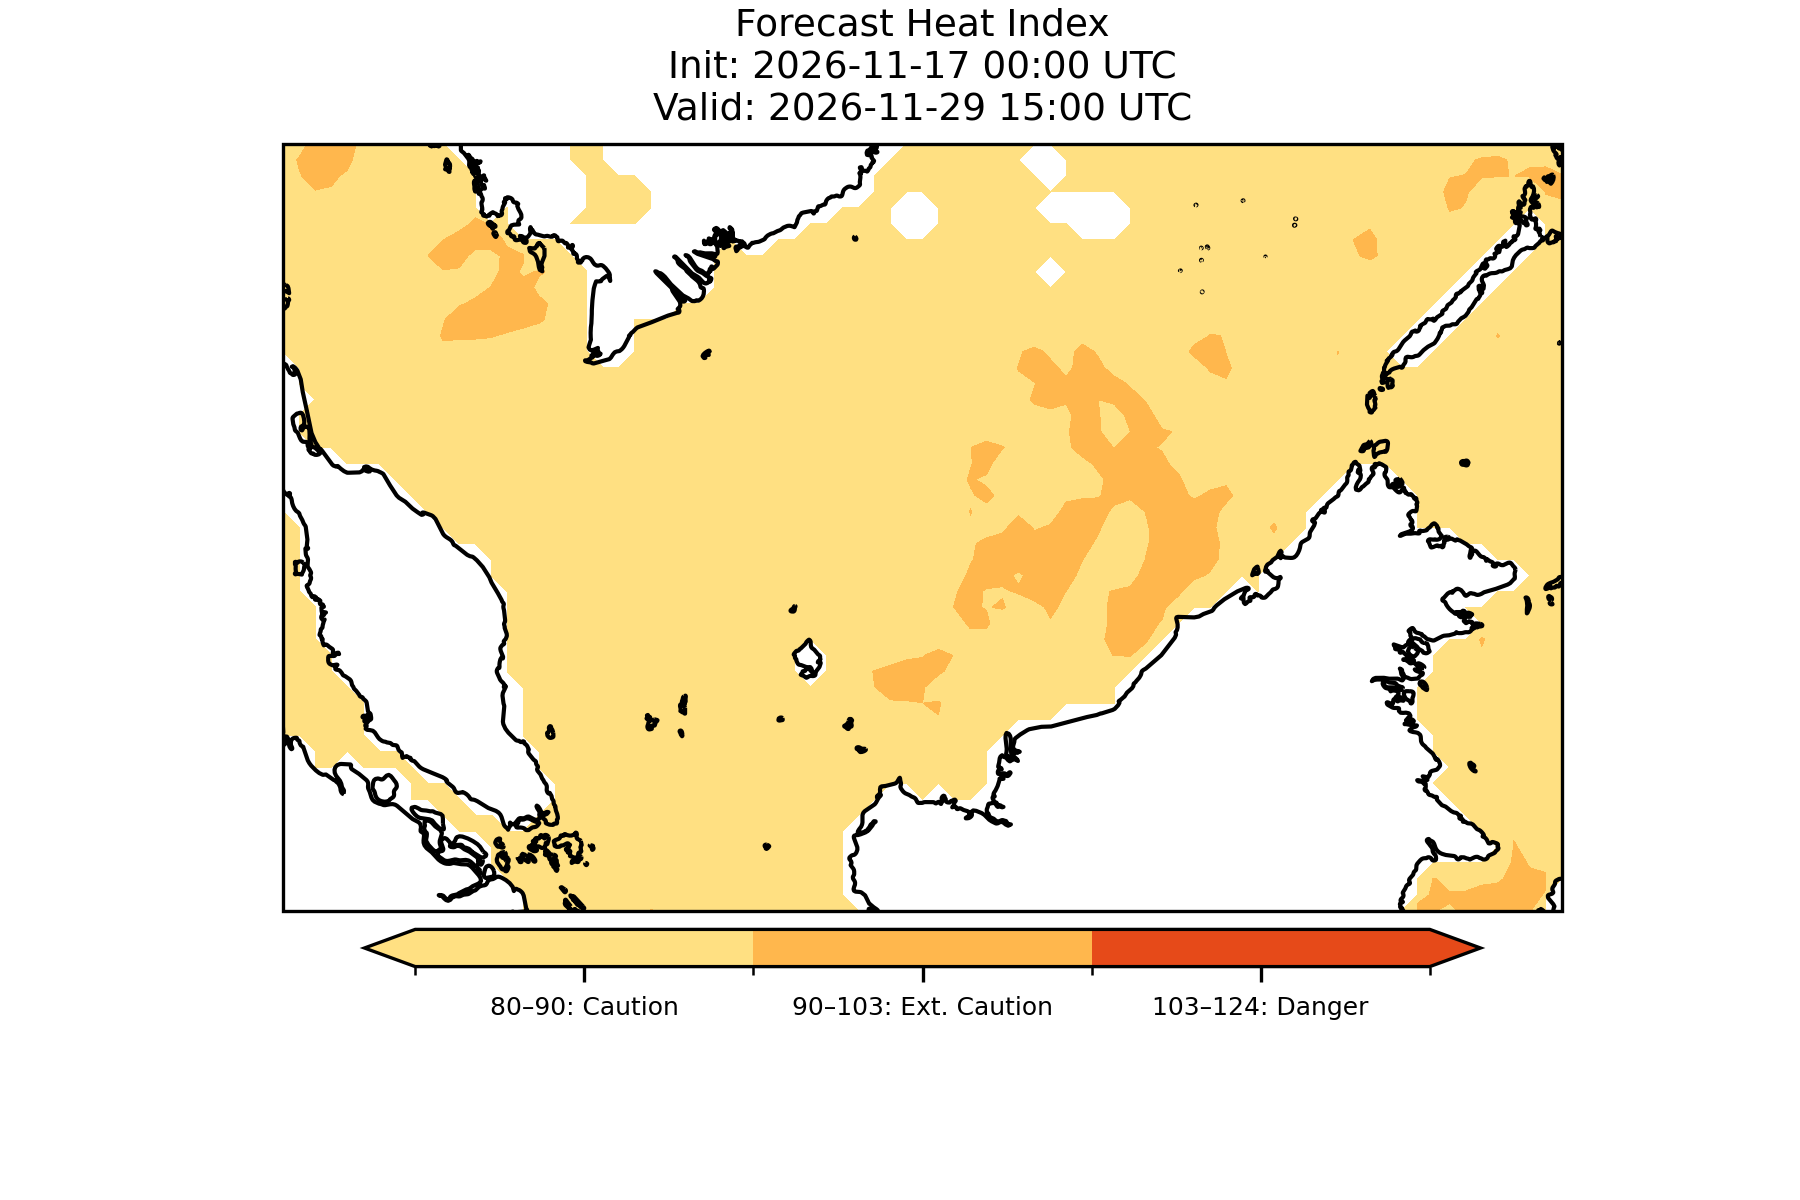 Forecast Heat Index
Init: 2026-11-17 00:00 UTC
Valid: 2026-11-29 15:00 UTC
80–90: Caution
90–103: Ext. Caution
103–124: Danger